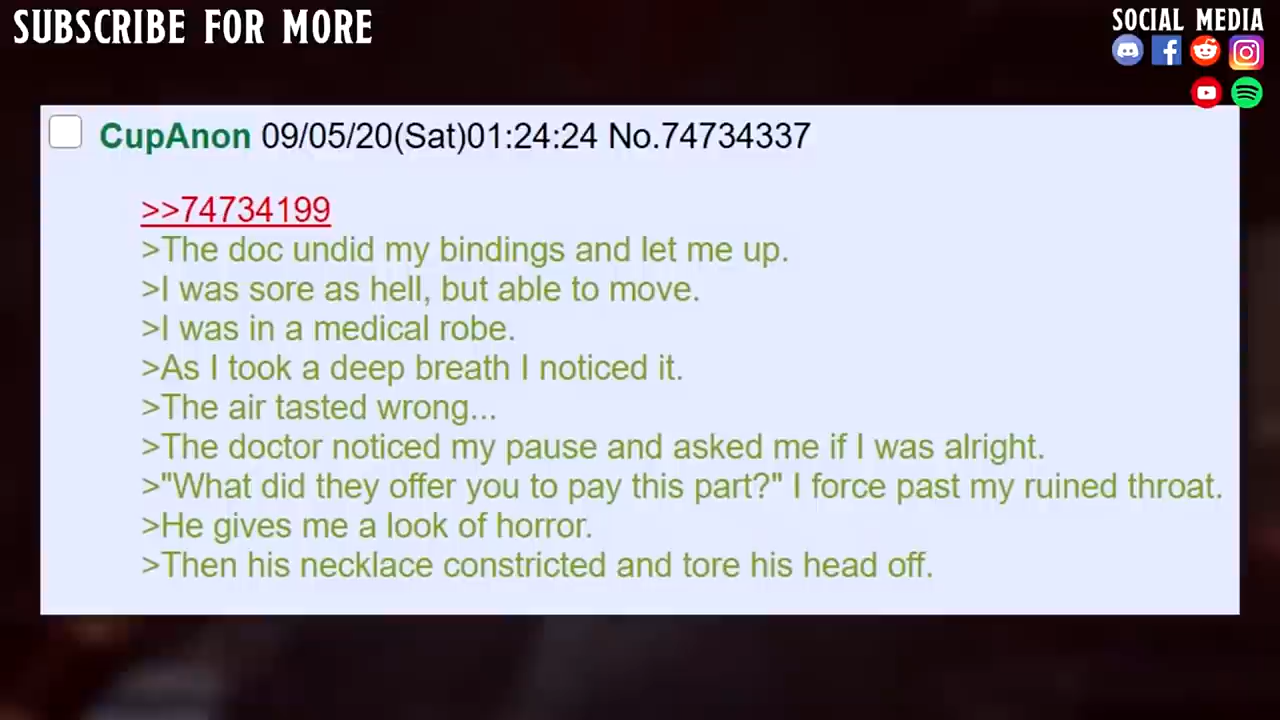 SUBSCRIBE FOR MORE
SOCIAL MEDIA
CupAnon 09/05/20(Sat)01:24:24 No.74734337
>>74734199
>The doc undid my bindings and let me up.
>I was sore as hell, but able to move.
>I was in a medical robe.
>As I took a deep breath I noticed it.
>The air tasted wrong...
>The doctor noticed my pause and asked me if I was alright.
>"What did they offer you to pay this part?" I force past my ruined throat.
>He gives me a look of horror.
>Then his necklace constricted and tore his head off.